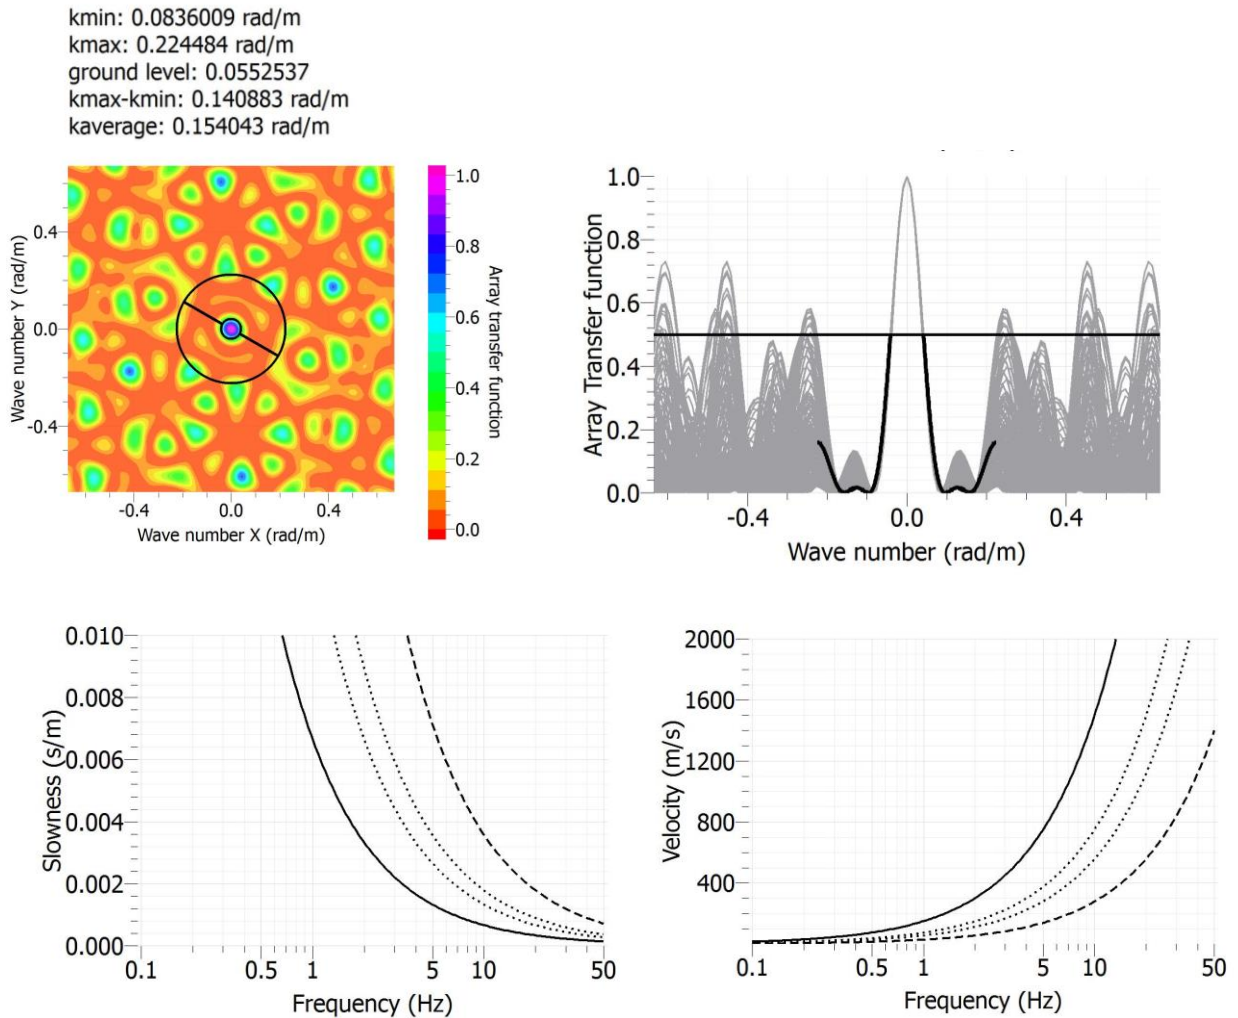 kmin: 0.0836009 rad/m
kmax: 0.224484 rad/m
ground level: 0.0552537
kmax-kmin: 0.140883 rad/m
kaverage: 0.154043 rad/m
Wave number Y (rad/m)
0.4
0.0
-0.4
-0.4 0.0 0.4
Wave number X (rad/m)
1.0
0.8
0.6
0.4
0.2
0.0
Array transfer function
Array Transfer function
1.0
0.8
0.6
0.4
0.2
0.0
-0.4 0.0 0.4
Wave number (rad/m)
Slowness (s/m)
0.010
0.008
0.006
0.004
0.002
0.000
0.1 0.5 1 5 10 50
Frequency (Hz)
Velocity (m/s)
2000
1600
1200
800
400
0.1 0.5 1 5 10 50
Frequency (Hz)